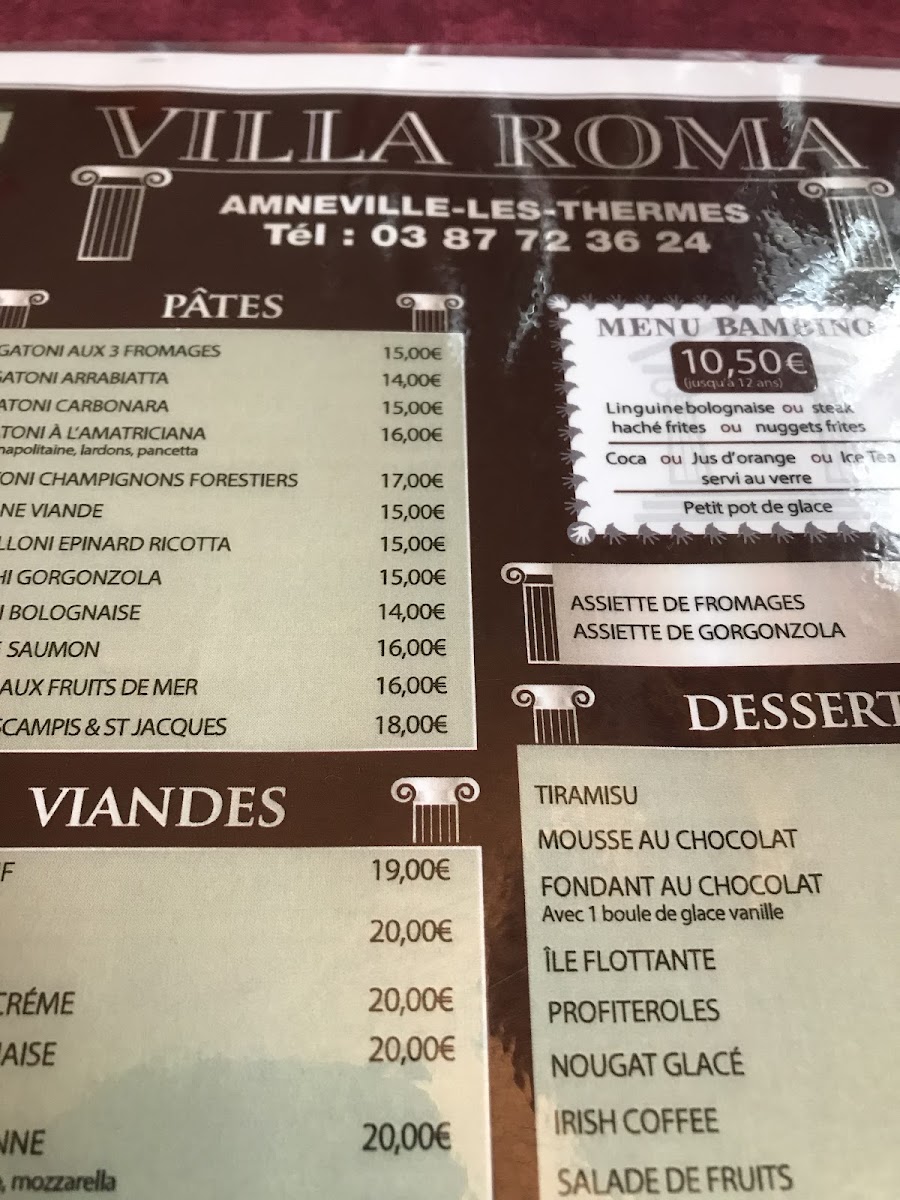 VILLA ROMA
AMNEVILLE-LES-THERMES
Tél : 03 87 72 36 24
PÂTES
GATONI AUX 3 FROMAGES 15,00€
GATONI ARRABIATTA 14,00€
ATONI CARBONARA 15,00€
TONI À L'AMATRICIANA 16,00€
napolitaine, lardons, pancetta
ONI CHAMPIGNONS FORESTIERS 17,00€
NE VIANDE 15,00€
LLONI EPINARD RICOTTA 15,00€
HI GORGONZOLA 15,00€
I BOLOGNAISE 14,00€
SAUMON 16,00€
AUX FRUITS DE MER 16,00€
SCAMPIS & ST JACQUES 18,00€
VIANDES
F 19,00€
20,00€
CRÉME 20,00€
AISE 20,00€
NNE 20,00€
, mozzarella
MENU BAMBINO
10,50€
(jusqu'à 12 ans)
Linguine bolognaise ou steak
haché frites ou nuggets frites
Coca ou Jus d'orange ou Ice Tea
servi au verre
Petit pot de glace
ASSIETTE DE FROMAGES
ASSIETTE DE GORGONZOLA
DESSERT
TIRAMISU
MOUSSE AU CHOCOLAT
FONDANT AU CHOCOLAT
Avec 1 boule de glace vanille
ÎLE FLOTTANTE
PROFITEROLES
NOUGAT GLACÉ
IRISH COFFEE
SALADE DE FRUITS